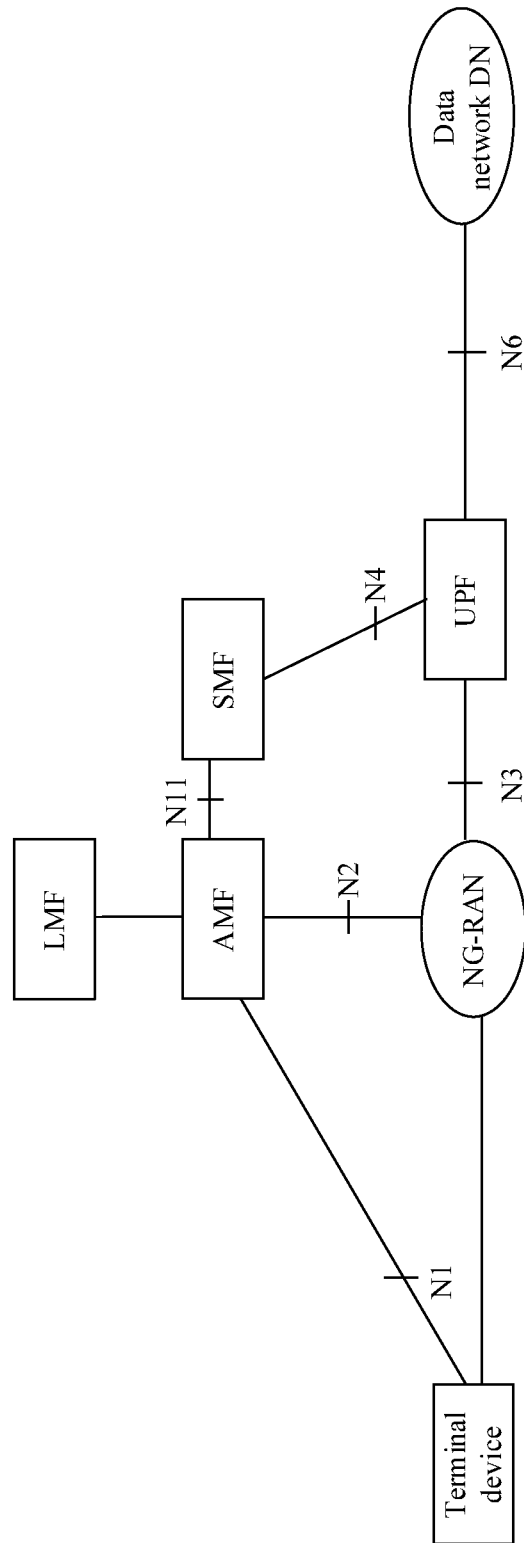 LMF
AMF
N11
SMF
N1
N2
N4
Terminal
device
NG-RAN
N3
UPF
N6
Data
network DN